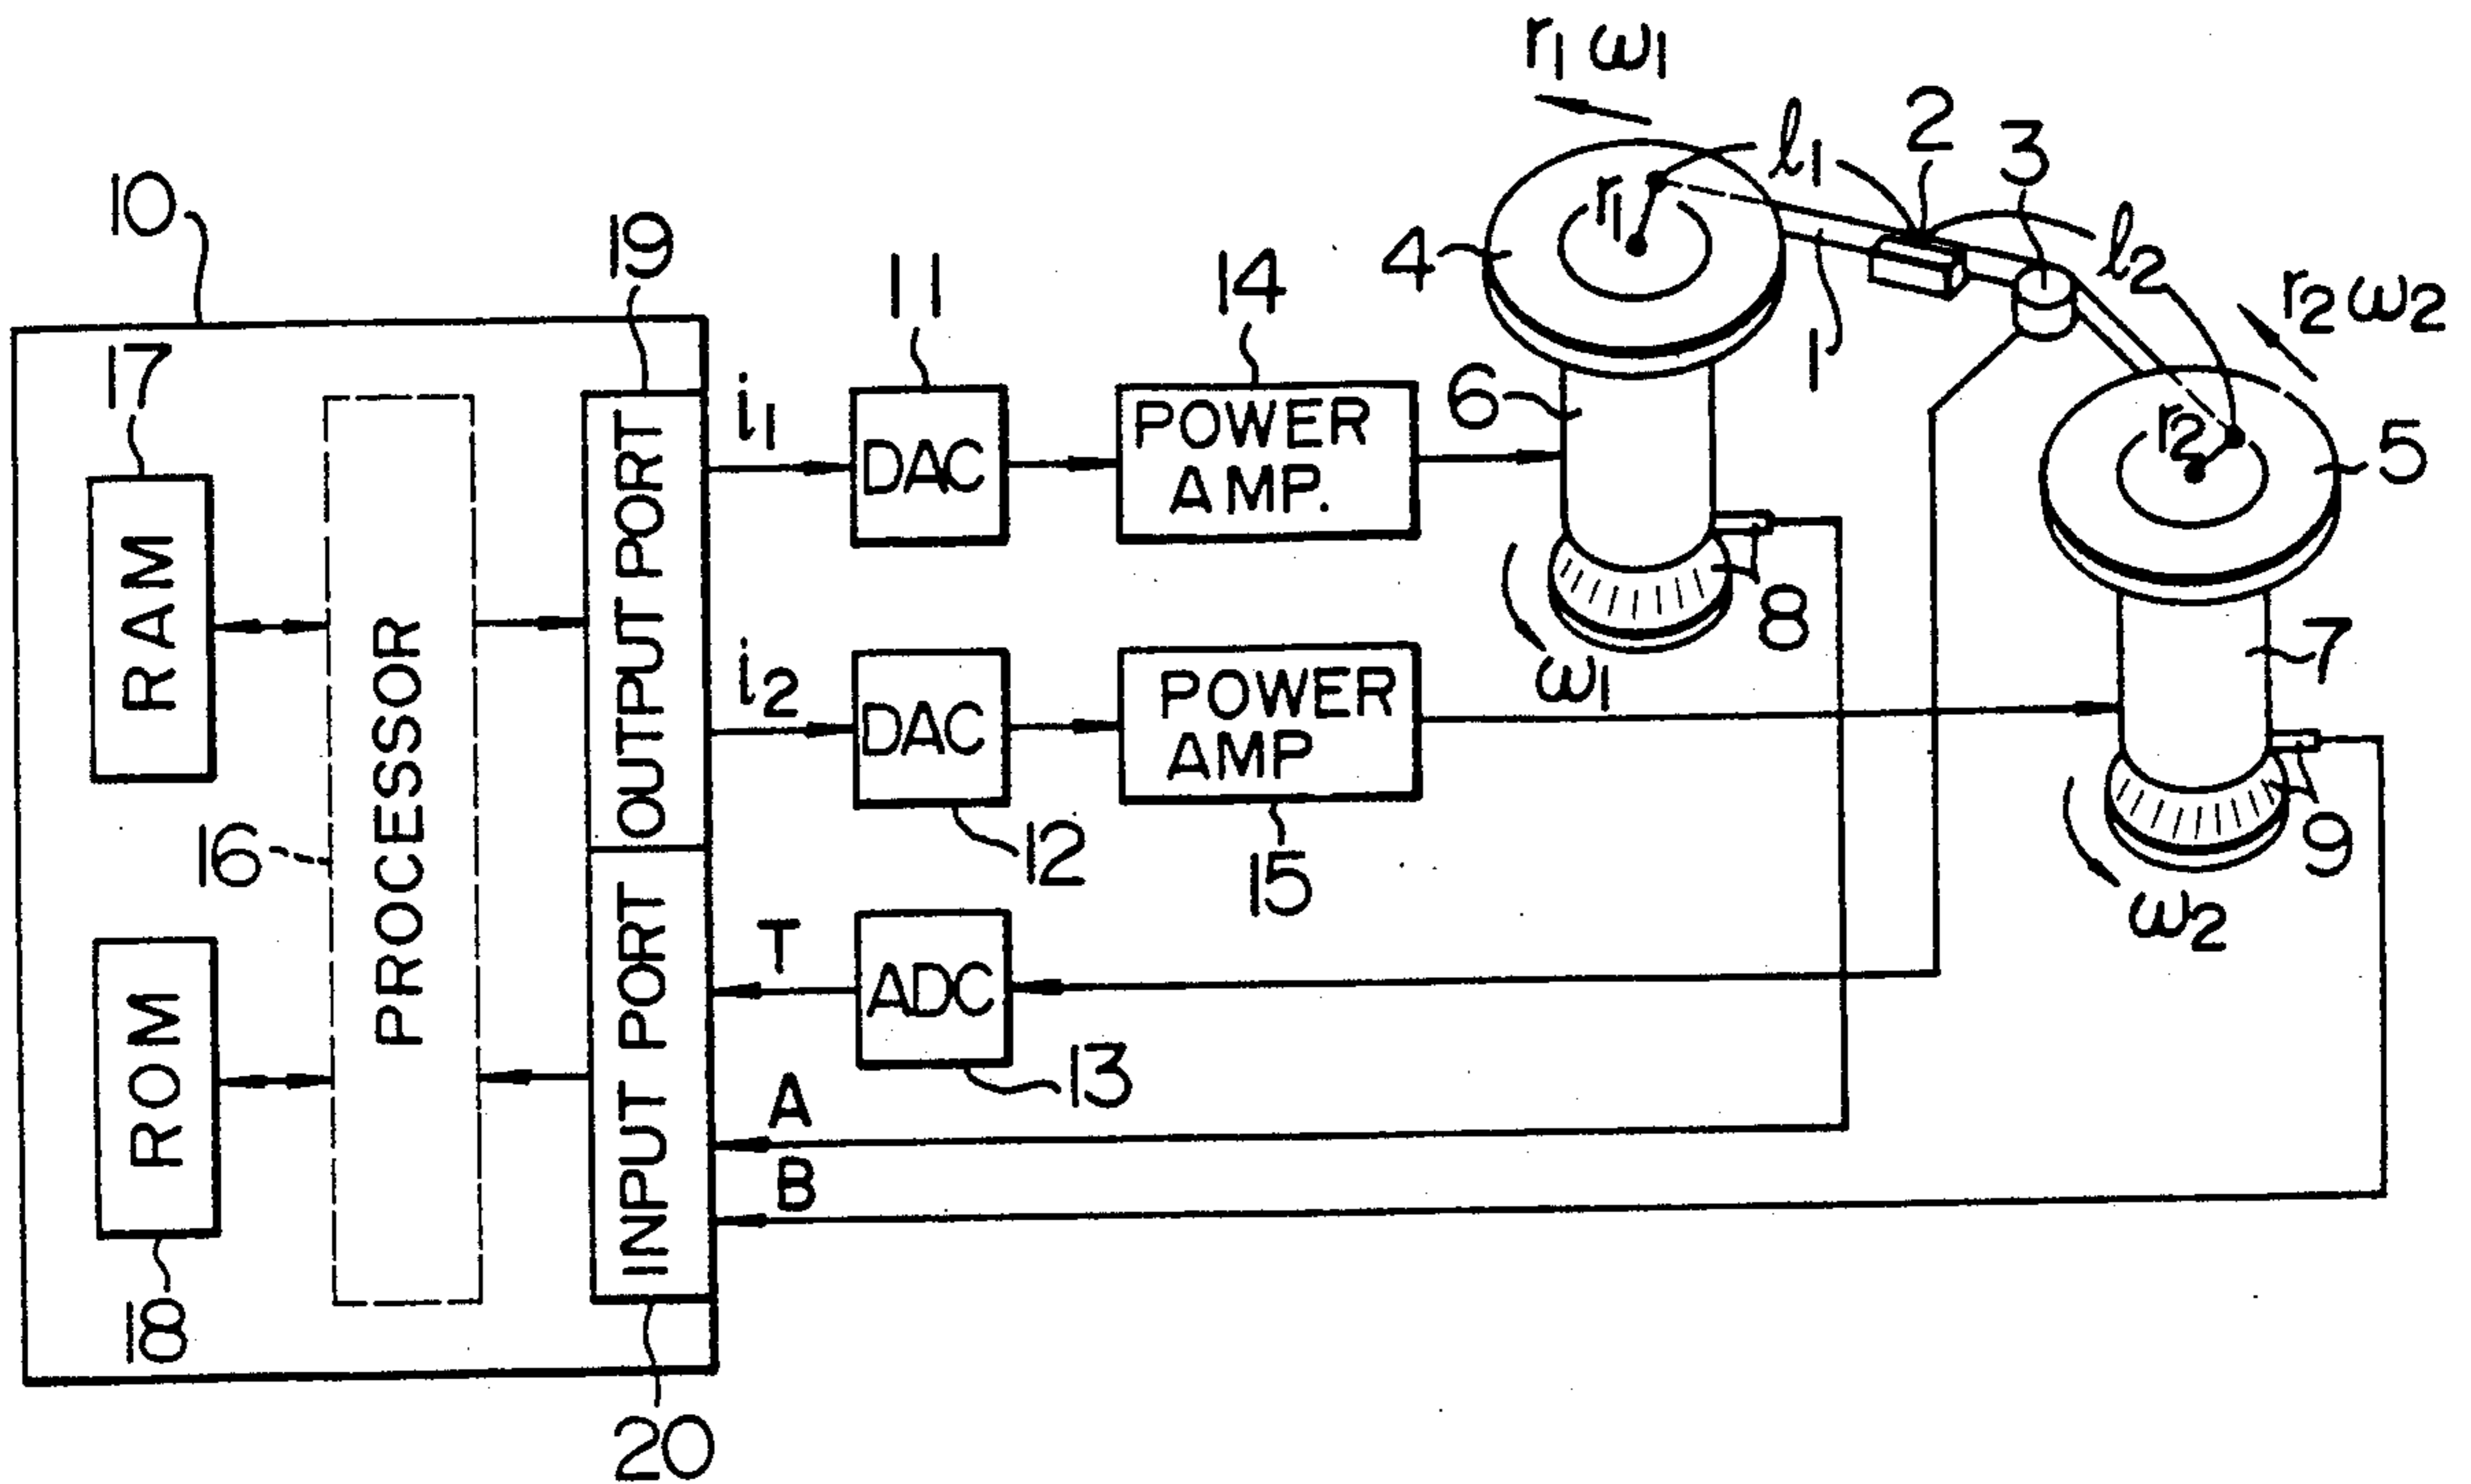 r1 ω1
l1
2
3
l2
r2 ω2
10
19
11
14
4
r1
1
17
i1
DAC
POWER
AMP.
6
r2
5
RAM
PROCESSOR
OUTPUT PORT
8
ω1
7
i2
DAC
POWER
AMP
16
12
15
9
ω2
T
ADC
INPUT PORT
ROM
13
A
B
18
20